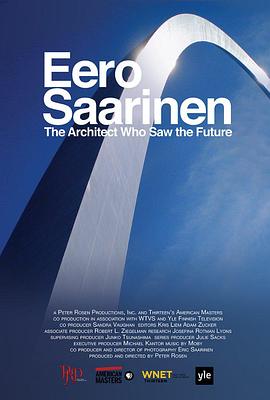 Eero
Saarinen
The Architect Who Saw the Future
A Peter Rosen Productions, Inc. and Thirteen's American Masters
co production in association with WTVS and Yle Finnish Television
co producer Sandra Vaughan editors Kris Liem Adam Zucker
associate producer Robert L. Ziegelman research Josefina Rotman Lyons
supervising producer Junko Tsunashima series producer Julie Sacks
executive producer Michael Kantor music by Moby
co producer and director of photography Eric Saarinen
produced and directed by Peter Rosen
AMERICAN
MASTERS
PBS
WNET
THIRTEEN
yle